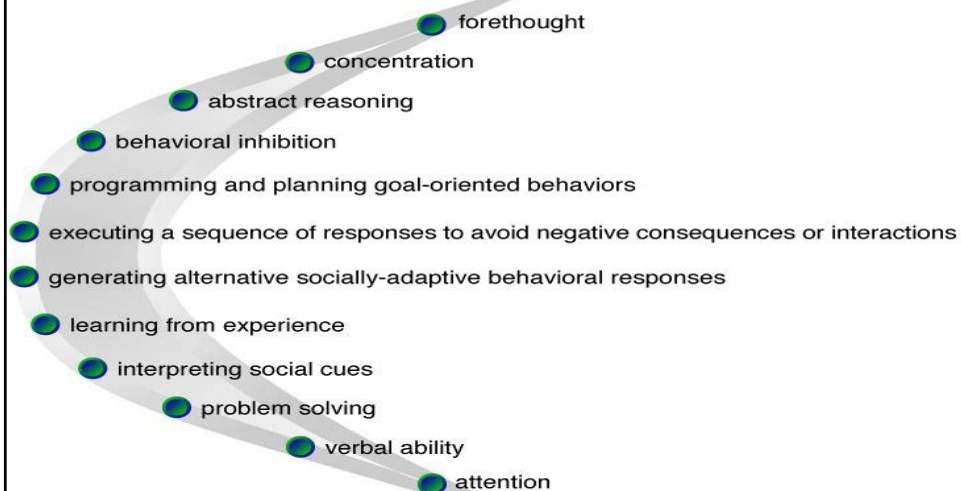 forethought
concentration
abstract reasoning
behavioral inhibition
programming and planning goal-oriented behaviors
executing a sequence of responses to avoid negative consequences or interactions
generating alternative socially-adaptive behavioral responses
learning from experience
interpreting social cues
problem solving
verbal ability
attention